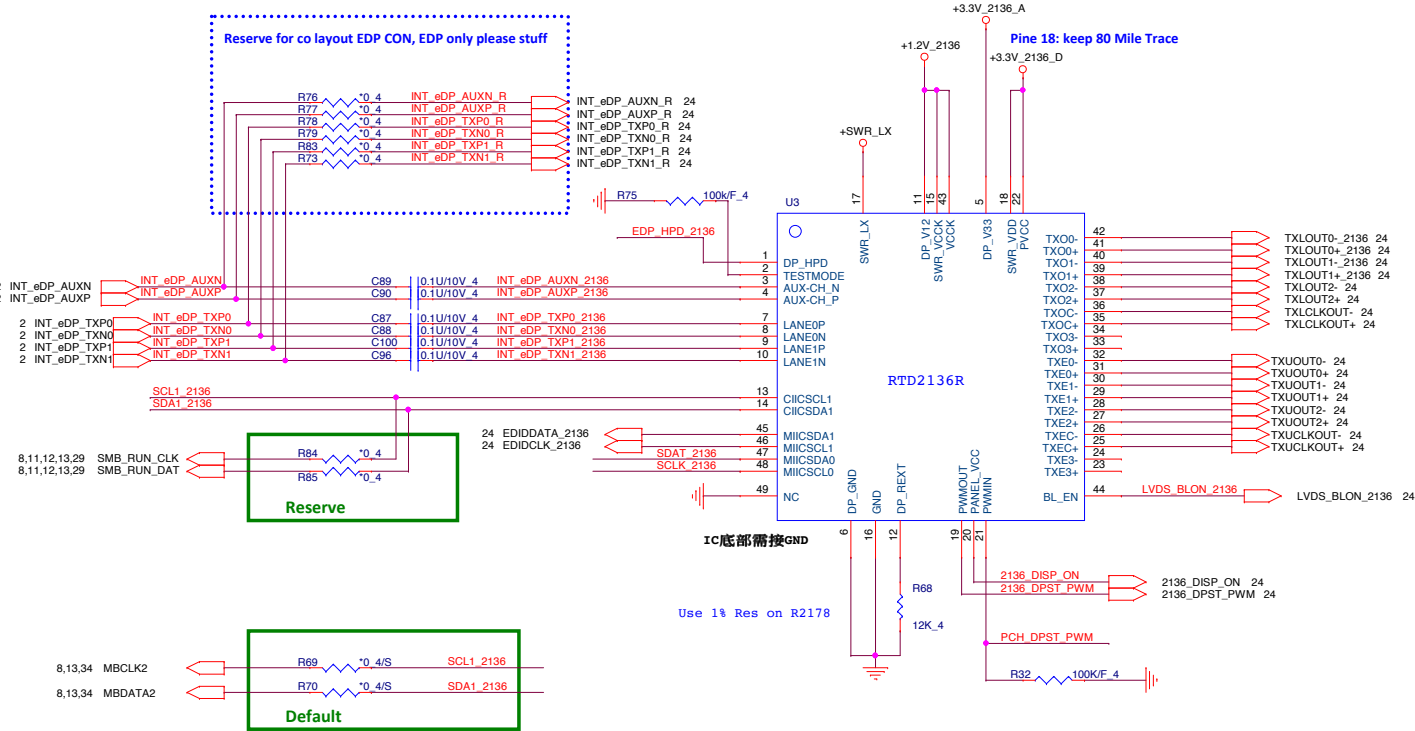 +3.3V_2136_A
Reserve for co layout EDP CON, EDP only please stuff
+1.2V_2136
Pine 18: keep 80 Mile Trace
+3.3V_2136_D
R76 *0_4 INT_eDP_AUXN_R INT_eDP_AUXN_R 24
R77 *0_4 INT_eDP_AUXP_R INT_eDP_AUXP_R 24
R78 *0_4 INT_eDP_TXP0_R INT_eDP_TXP0_R 24
R79 *0_4 INT_eDP_TXN0_R INT_eDP_TXN0_R 24
R83 *0_4 INT_eDP_TXP1_R INT_eDP_TXP1_R 24
R73 *0_4 INT_eDP_TXN1_R INT_eDP_TXN1_R 24
+SWR_LX
R75 100k/F_4
U3
17 11 15 43 5 18 22
SWR_LX DP_V12 SWR_VCCK VCCK DP_V33 SWR_VDD PVCC
EDP_HPD_2136 1 DP_HPD
2 TESTMODE
2 INT_eDP_AUXN INT_eDP_AUXN C89 0.1U/10V_4 INT_eDP_AUXN_2136 3 AUX-CH_N
2 INT_eDP_AUXP INT_eDP_AUXP C90 0.1U/10V_4 INT_eDP_AUXP_2136 4 AUX-CH_P
2 INT_eDP_TXP0 INT_eDP_TXP0 C87 0.1U/10V_4 INT_eDP_TXP0_2136 7 LANE0P
2 INT_eDP_TXN0 INT_eDP_TXN0 C88 0.1U/10V_4 INT_eDP_TXN0_2136 8 LANE0N
2 INT_eDP_TXP1 INT_eDP_TXP1 C100 0.1U/10V_4 INT_eDP_TXP1_2136 9 LANE1P
2 INT_eDP_TXN1 INT_eDP_TXN1 C96 0.1U/10V_4 INT_eDP_TXN1_2136 10 LANE1N
SCL1_2136 13 CIICSCL1
SDA1_2136 14 CIICSDA1
24 EDIDDATA_2136 45 MIICSDA1
24 EDIDCLK_2136 46 MIICSCL1
SDAT_2136 47 MIICSDA0
SCLK_2136 48 MIICSCL0
49 NC
RTD2136R
TXO0- 42 TXLOUT0-_2136 24
TXO0+ 41 TXLOUT0+_2136 24
TXO1- 40 TXLOUT1-_2136 24
TXO1+ 39 TXLOUT1+_2136 24
TXO2- 38 TXLOUT2- 24
TXO2+ 37 TXLOUT2+ 24
TXOC- 36 TXLCLKOUT- 24
TXOC+ 35 TXLCLKOUT+ 24
TXO3- 34
TXO3+ 33
TXE0- 32 TXUOUT0- 24
TXE0+ 31 TXUOUT0+ 24
TXE1- 30 TXUOUT1- 24
TXE1+ 29 TXUOUT1+ 24
TXE2- 28 TXUOUT2- 24
TXE2+ 27 TXUOUT2+ 24
TXEC- 26 TXUCLKOUT- 24
TXEC+ 25 TXUCLKOUT+ 24
TXE3- 24
TXE3+ 23
BL_EN 44 LVDS_BLON_2136 LVDS_BLON_2136 24
8,11,12,13,29 SMB_RUN_CLK R84 *0_4
8,11,12,13,29 SMB_RUN_DAT R85 *0_4
Reserve
DP_GND GND DP_REXT PWMOUT PANEL_VCC PWMIN
6 16 12 19 20 21
IC底部需接GND
2136_DISP_ON 2136_DISP_ON 24
2136_DPST_PWM 2136_DPST_PWM 24
R68
12K_4
Use 1% Res on R2178
PCH_DPST_PWM
R32 100K/F_4
8,13,34 MBCLK2 R69 *0_4/S SCL1_2136
8,13,34 MBDATA2 R70 *0_4/S SDA1_2136
Default